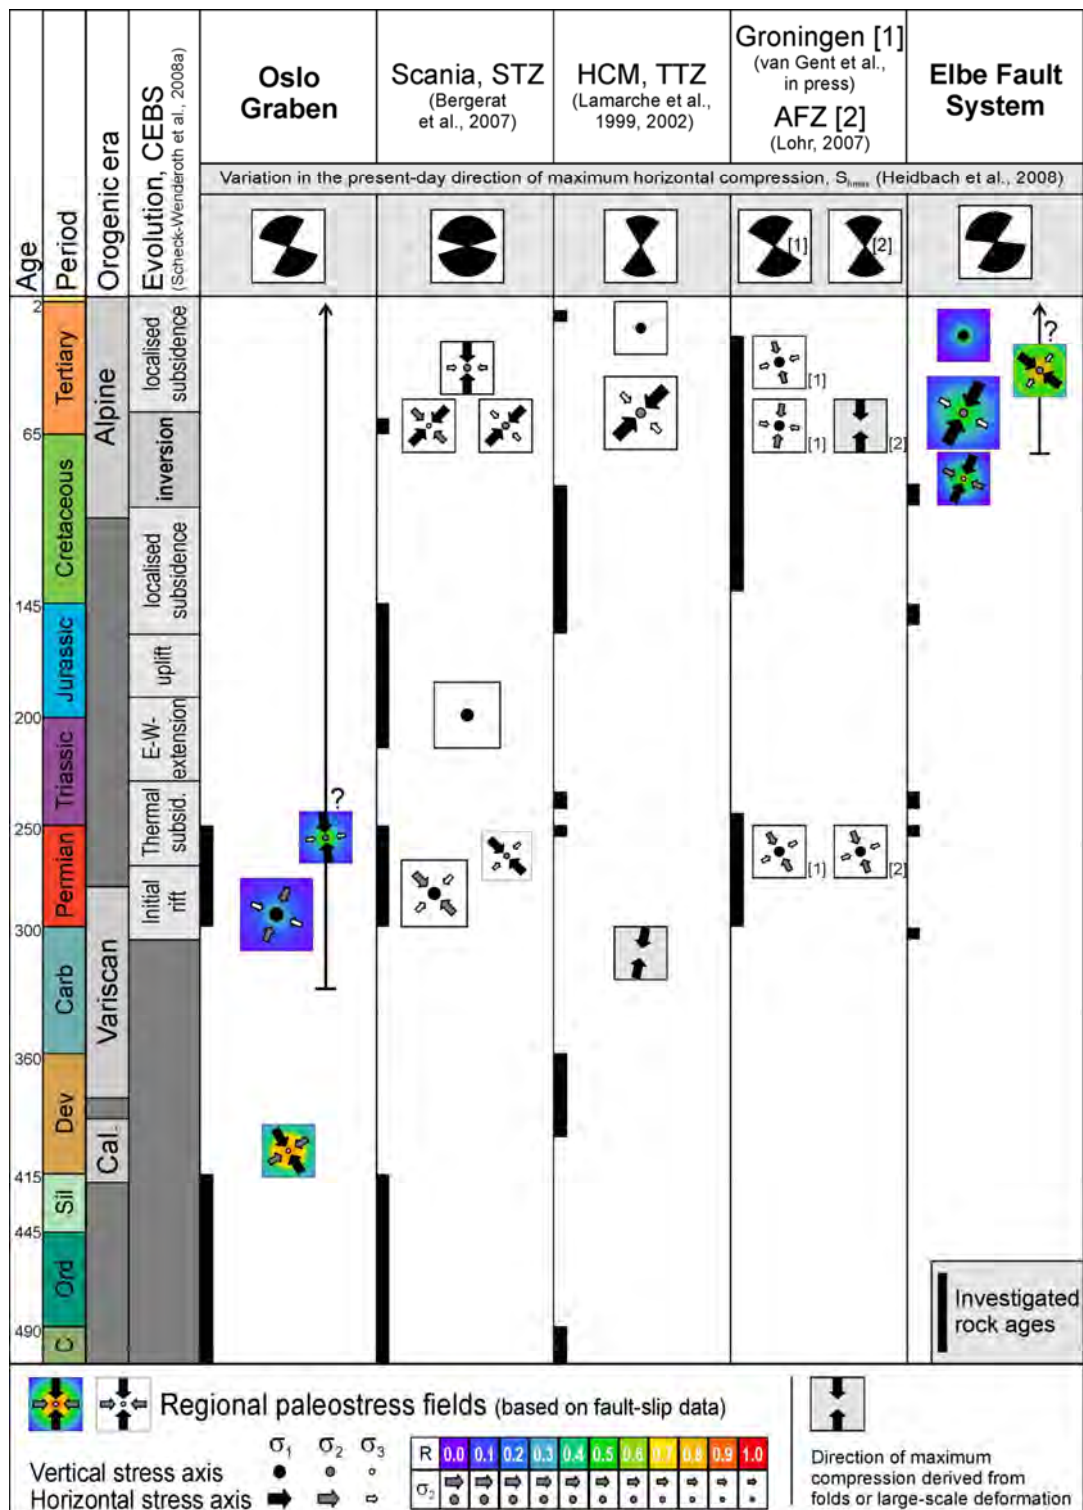 Age
Period
Orogenic era
Evolution, CEBS
(Scheck-Wenderoth et al., 2008a)
Oslo
Graben
Scania, STZ
(Bergerat
et al., 2007)
HCM, TTZ
(Lamarche et al.,
1999, 2002)
Groningen [1]
(van Gent et al.,
in press)
AFZ [2]
(Lohr, 2007)
Elbe Fault
System
Variation in the present-day direction of maximum horizontal compression, S_hmax (Heidbach et al., 2008)
[1]
[2]
2
65
145
200
250
300
360
415
445
490
Tertiary
Cretaceous
Jurassic
Triassic
Permian
Carb
Dev
Sil
Ord
C
Alpine
Variscan
Cal.
localised
subsidence
inversion
localised
subsidence
uplift
E-W-
extension
Thermal
subsid.
Initial
rift
?
[1]
[1]
[2]
[1]
[2]
?
Investigated
rock ages
Regional paleostress fields (based on fault-slip data)
σ1 σ2 σ3
Vertical stress axis
Horizontal stress axis
R 0.0 0.1 0.2 0.3 0.4 0.5 0.6 0.7 0.8 0.9 1.0
σ2
Direction of maximum
compression derived from
folds or large-scale deformation